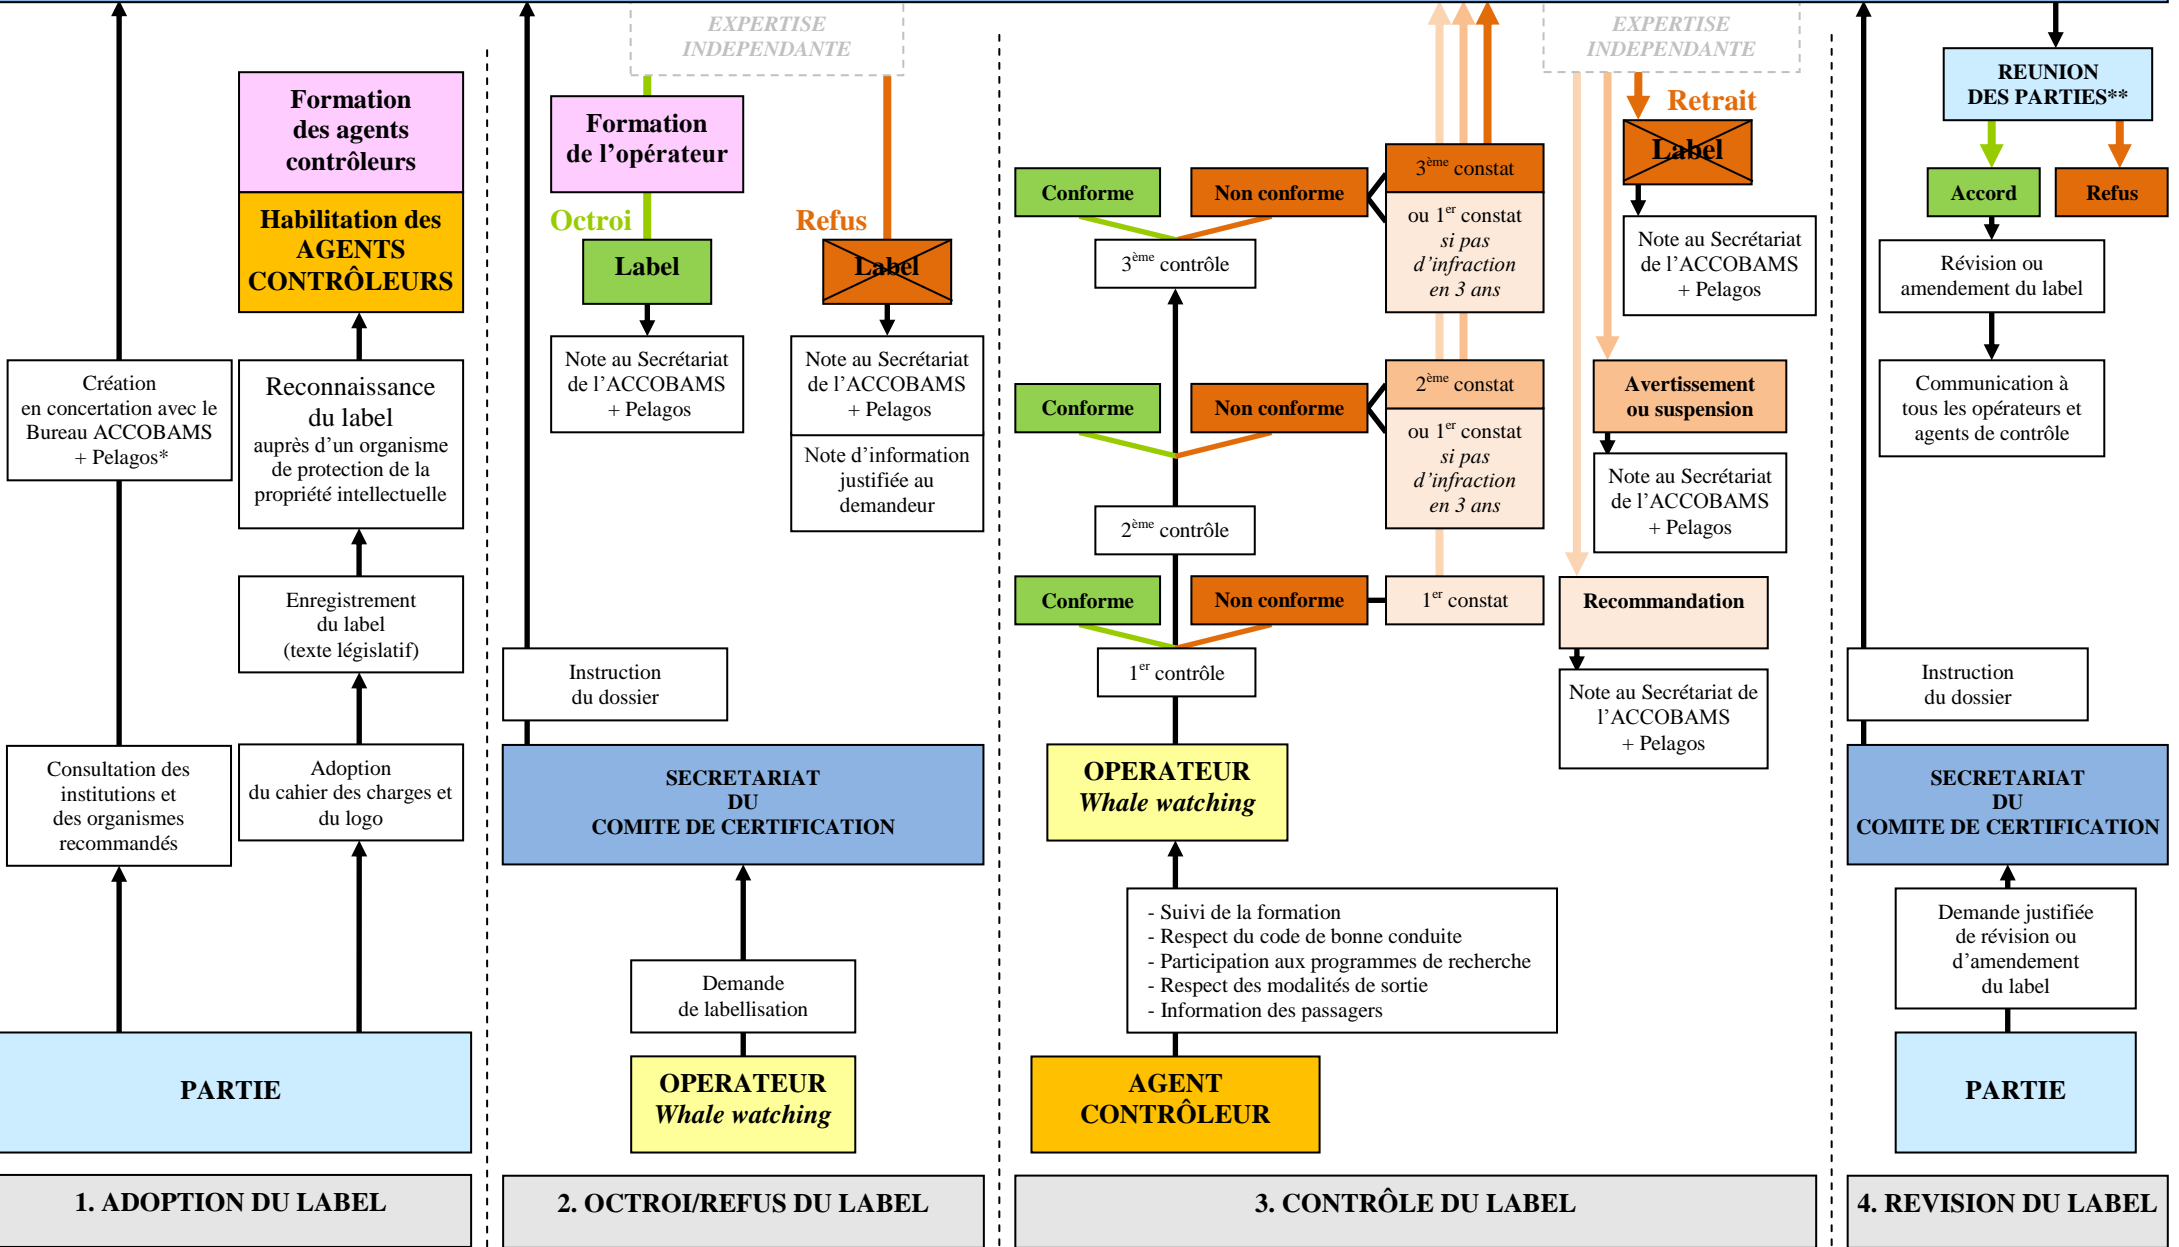 Formation
des agents
contrôleurs
Habilitation des
AGENTS
CONTRÔLEURS
Création
en concertation avec le
Bureau ACCOBAMS
+ Pelagos*
Reconnaissance
du label
auprès d’un organisme
de protection de la
propriété intellectuelle
Enregistrement
du label
(texte législatif)
Consultation des
institutions et
des organismes
recommandés
Adoption
du cahier des charges et
du logo
PARTIE
1. ADOPTION DU LABEL
EXPERTISE
INDEPENDANTE
Formation
de l’opérateur
Octroi
Refus
Label
Label
Note au Secrétariat
de l’ACCOBAMS
+ Pelagos
Note au Secrétariat
de l’ACCOBAMS
+ Pelagos
Note d’information
justifiée au
demandeur
Instruction
du dossier
SECRETARIAT
DU
COMITE DE CERTIFICATION
Demande
de labellisation
OPERATEUR
Whale watching
2. OCTROI/REFUS DU LABEL
EXPERTISE
INDEPENDANTE
Retrait
Label
Conforme
Non conforme
3ème constat
ou 1er constat
si pas
d’infraction
en 3 ans
3ème contrôle
Note au Secrétariat
de l’ACCOBAMS
+ Pelagos
Conforme
Non conforme
2ème constat
ou 1er constat
si pas
d’infraction
en 3 ans
Avertissement
ou suspension
Note au Secrétariat
de l’ACCOBAMS
+ Pelagos
2ème contrôle
Conforme
Non conforme
1er constat
Recommandation
1er contrôle
Note au Secrétariat de
l’ACCOBAMS
+ Pelagos
OPERATEUR
Whale watching
- Suivi de la formation
- Respect du code de bonne conduite
- Participation aux programmes de recherche
- Respect des modalités de sortie
- Information des passagers
AGENT
CONTRÔLEUR
3. CONTRÔLE DU LABEL
REUNION
DES PARTIES**
Accord
Refus
Révision ou
amendement du label
Communication à
tous les opérateurs et
agents de contrôle
Instruction
du dossier
SECRETARIAT
DU
COMITE DE CERTIFICATION
Demande justifiée
de révision ou
d’amendement
du label
PARTIE
4. REVISION DU LABEL